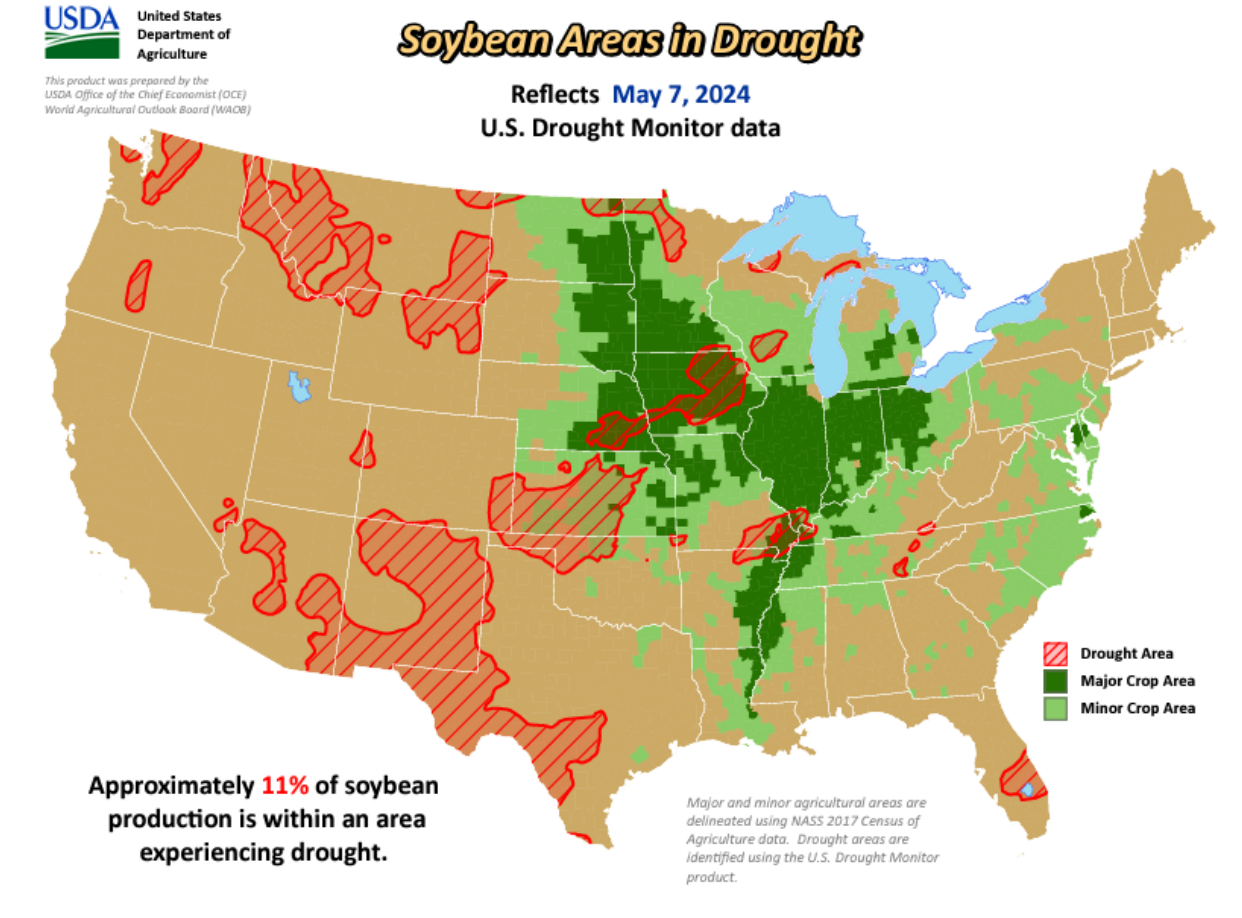 USDA
United States
Department of
Agriculture
This product was prepared by the
USDA Office of the Chief Economist (OCE)
World Agricultural Outlook Board (WAOB)
Soybean Areas in Drought
Reflects May 7, 2024
U.S. Drought Monitor data
Drought Area
Major Crop Area
Minor Crop Area
Approximately 11% of soybean
production is within an area
experiencing drought.
Major and minor agricultural areas are
delineated using NASS 2017 Census of
Agriculture data. Drought areas are
identified using the U.S. Drought Monitor
product.